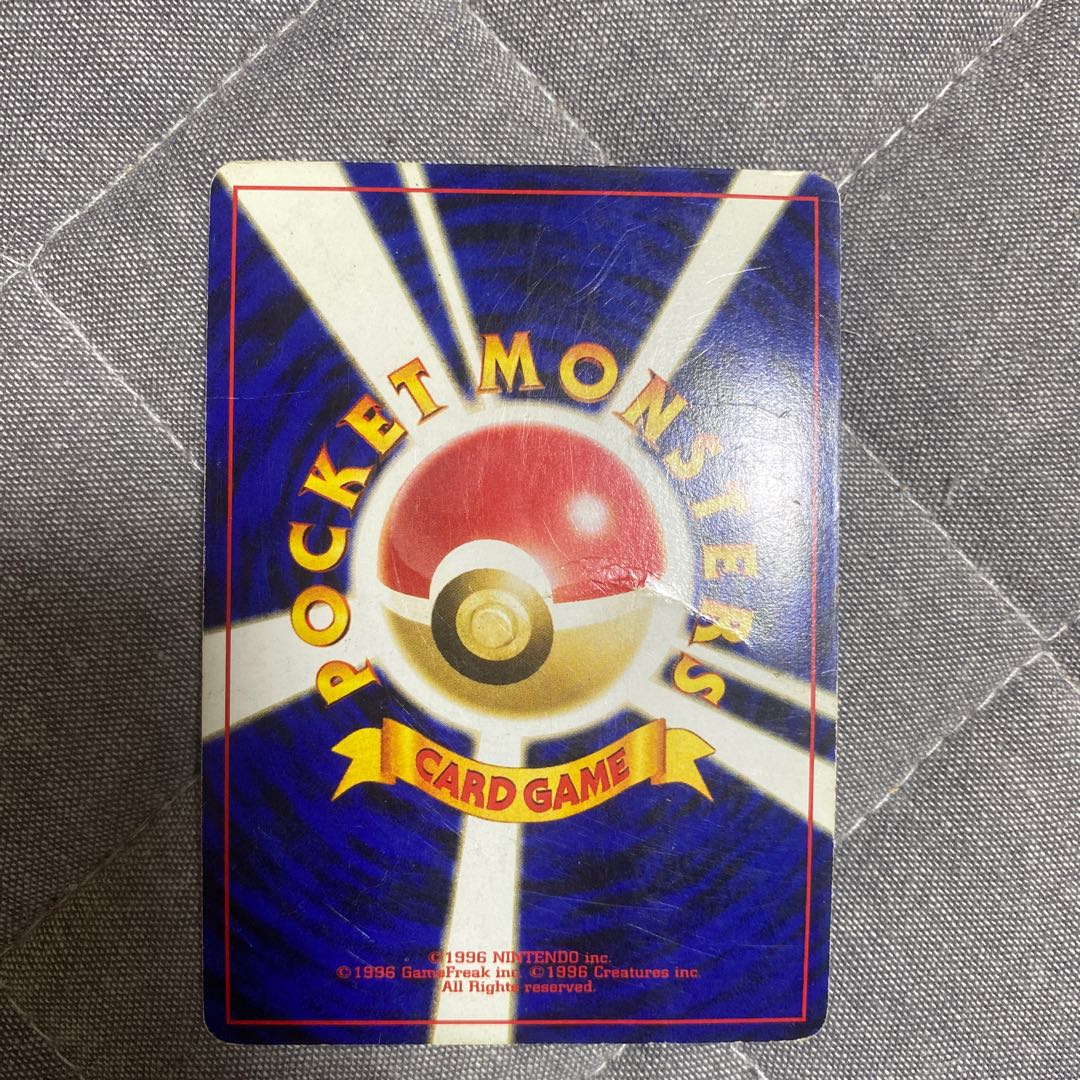 POCKET MONSTERS
CARD GAME
©1996 NINTENDO inc.
©1996 GameFreak inc. ©1996 Creatures inc.
All Rights reserved.